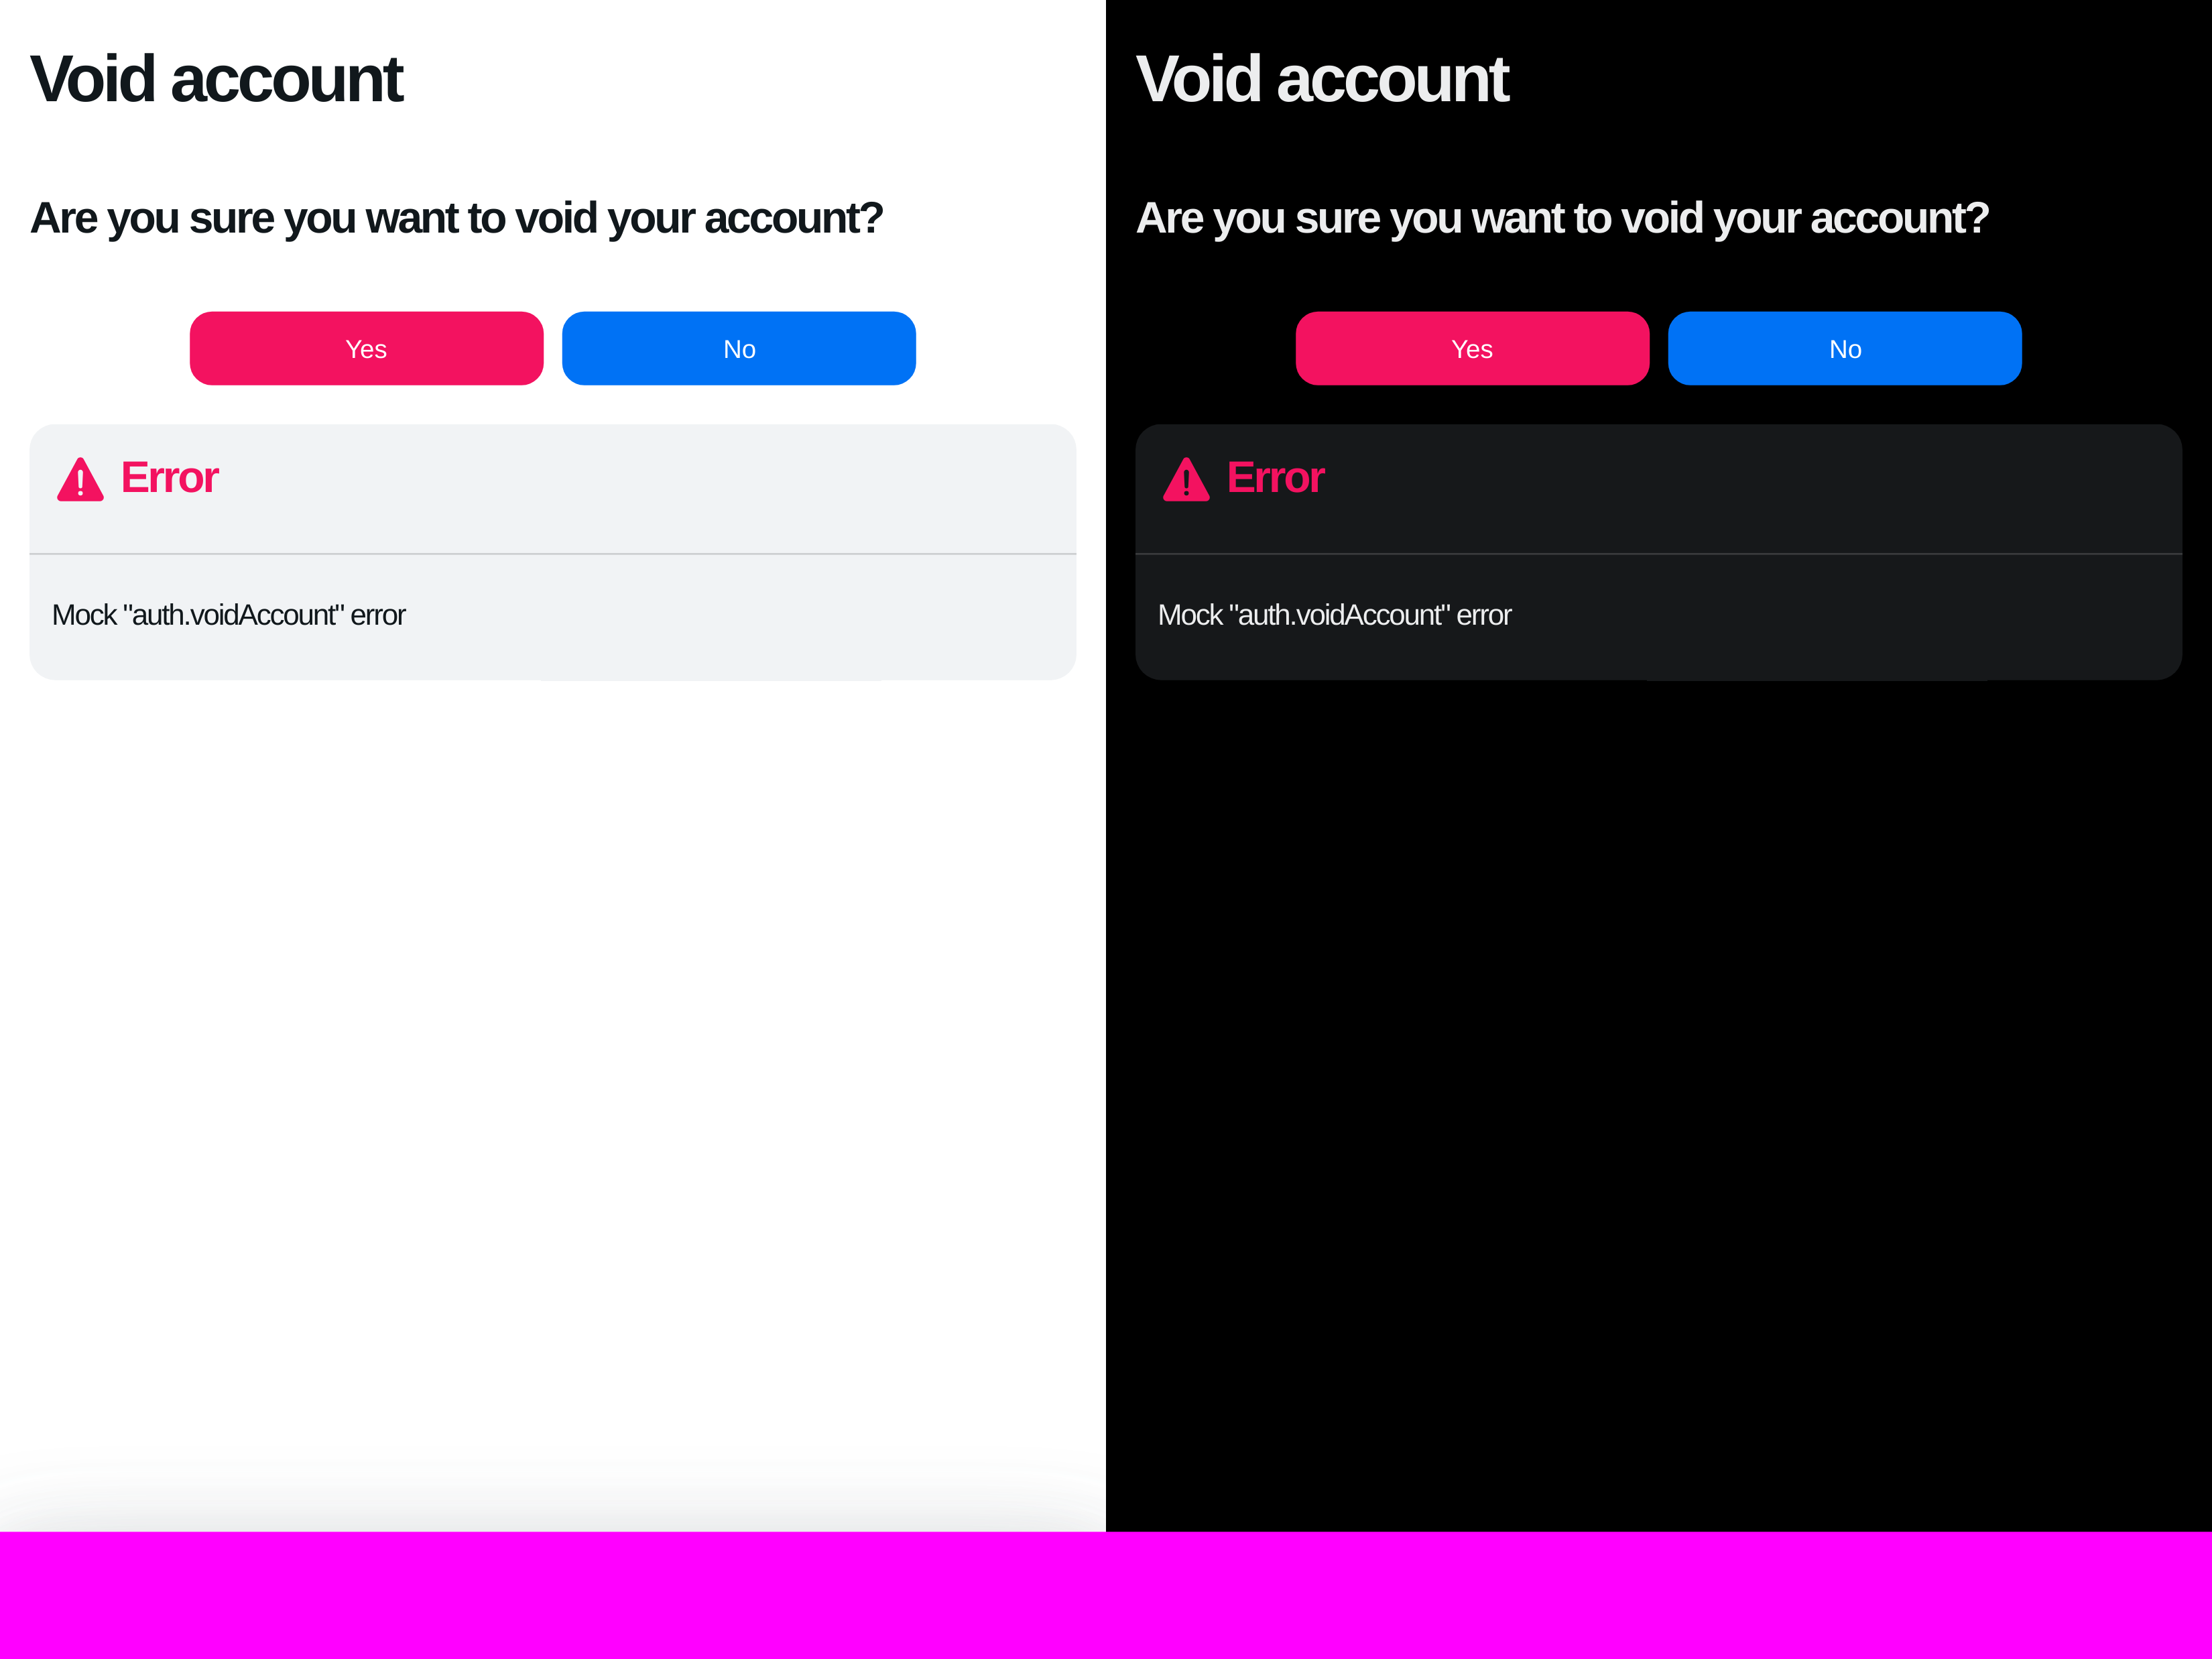 Void account
Are you sure you want to void your account?
Yes
No
Error
Mock "auth.voidAccount" error
Void account
Are you sure you want to void your account?
Yes
No
Error
Mock "auth.voidAccount" error